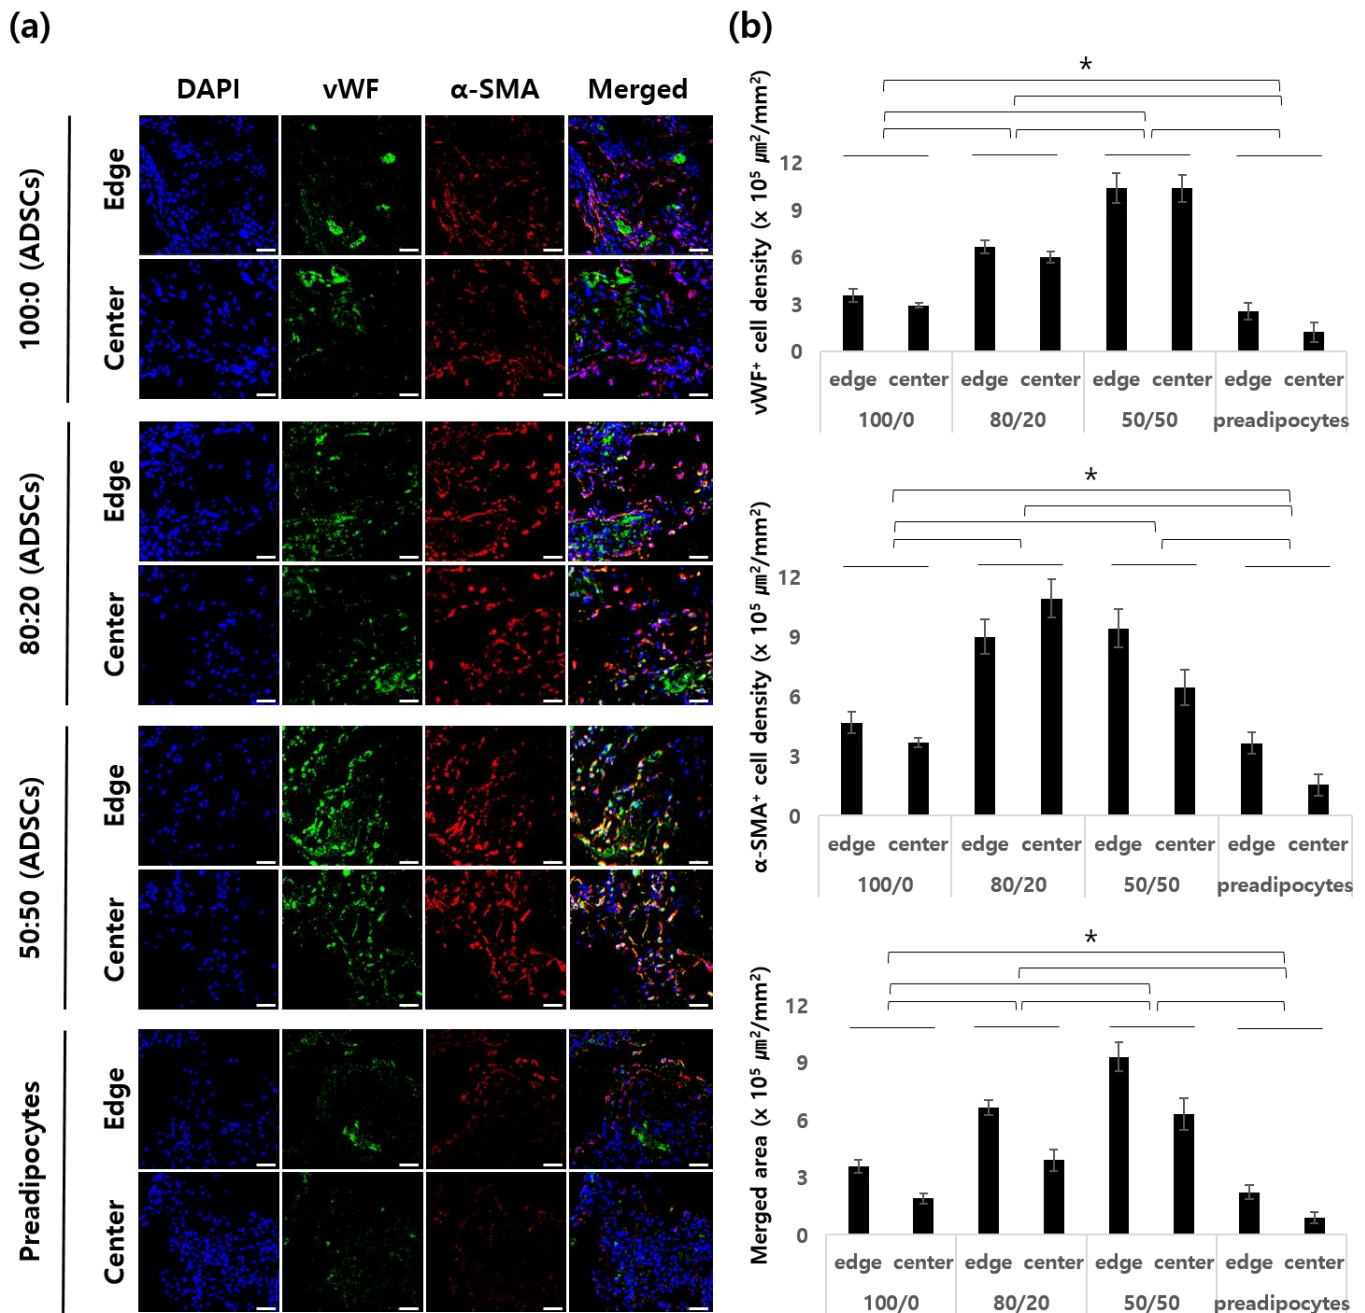 (a)
DAPI vWF α-SMA Merged
100:0 (ADSCs)
Edge
Center
80:20 (ADSCs)
Edge
Center
50:50 (ADSCs)
Edge
Center
Preadipocytes
Edge
Center
(b)
vWF⁺ cell density (x 10⁵ ㎛²/mm²)
*
12
9
6
3
0
edge center edge center edge center edge center
100/0 80/20 50/50 preadipocytes
α-SMA⁺ cell density (x 10⁵ ㎛²/mm²)
*
12
9
6
3
0
edge center edge center edge center edge center
100/0 80/20 50/50 preadipocytes
Merged area (x 10⁵ ㎛²/mm²)
*
12
9
6
3
0
edge center edge center edge center edge center
100/0 80/20 50/50 preadipocytes